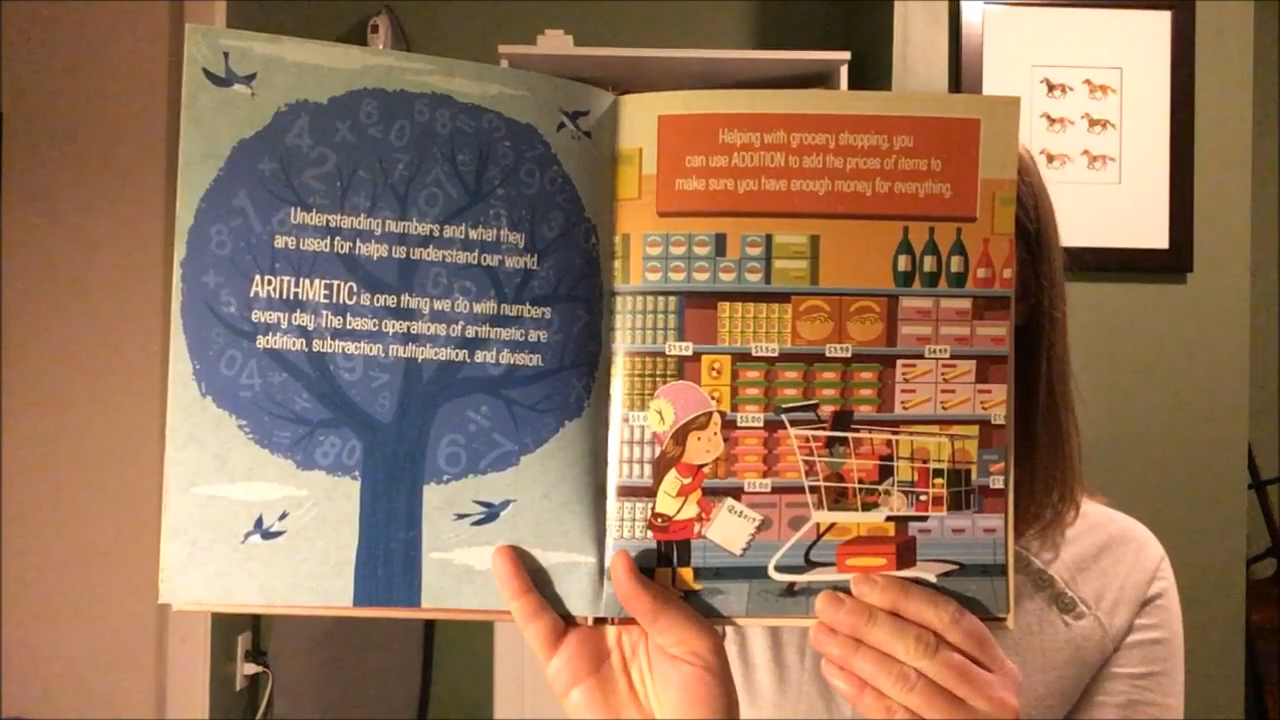 Understanding numbers and what they
are used for helps us understand our world.
ARITHMETIC is one thing we do with numbers
every day. The basic operations of arithmetic are
addition, subtraction, multiplication, and division.
Helping with grocery shopping, you
can use ADDITION to add the prices of items to
make sure you have enough money for everything.
$1.50
$3.50
$3.99
$4.99
$5.00
$5.00